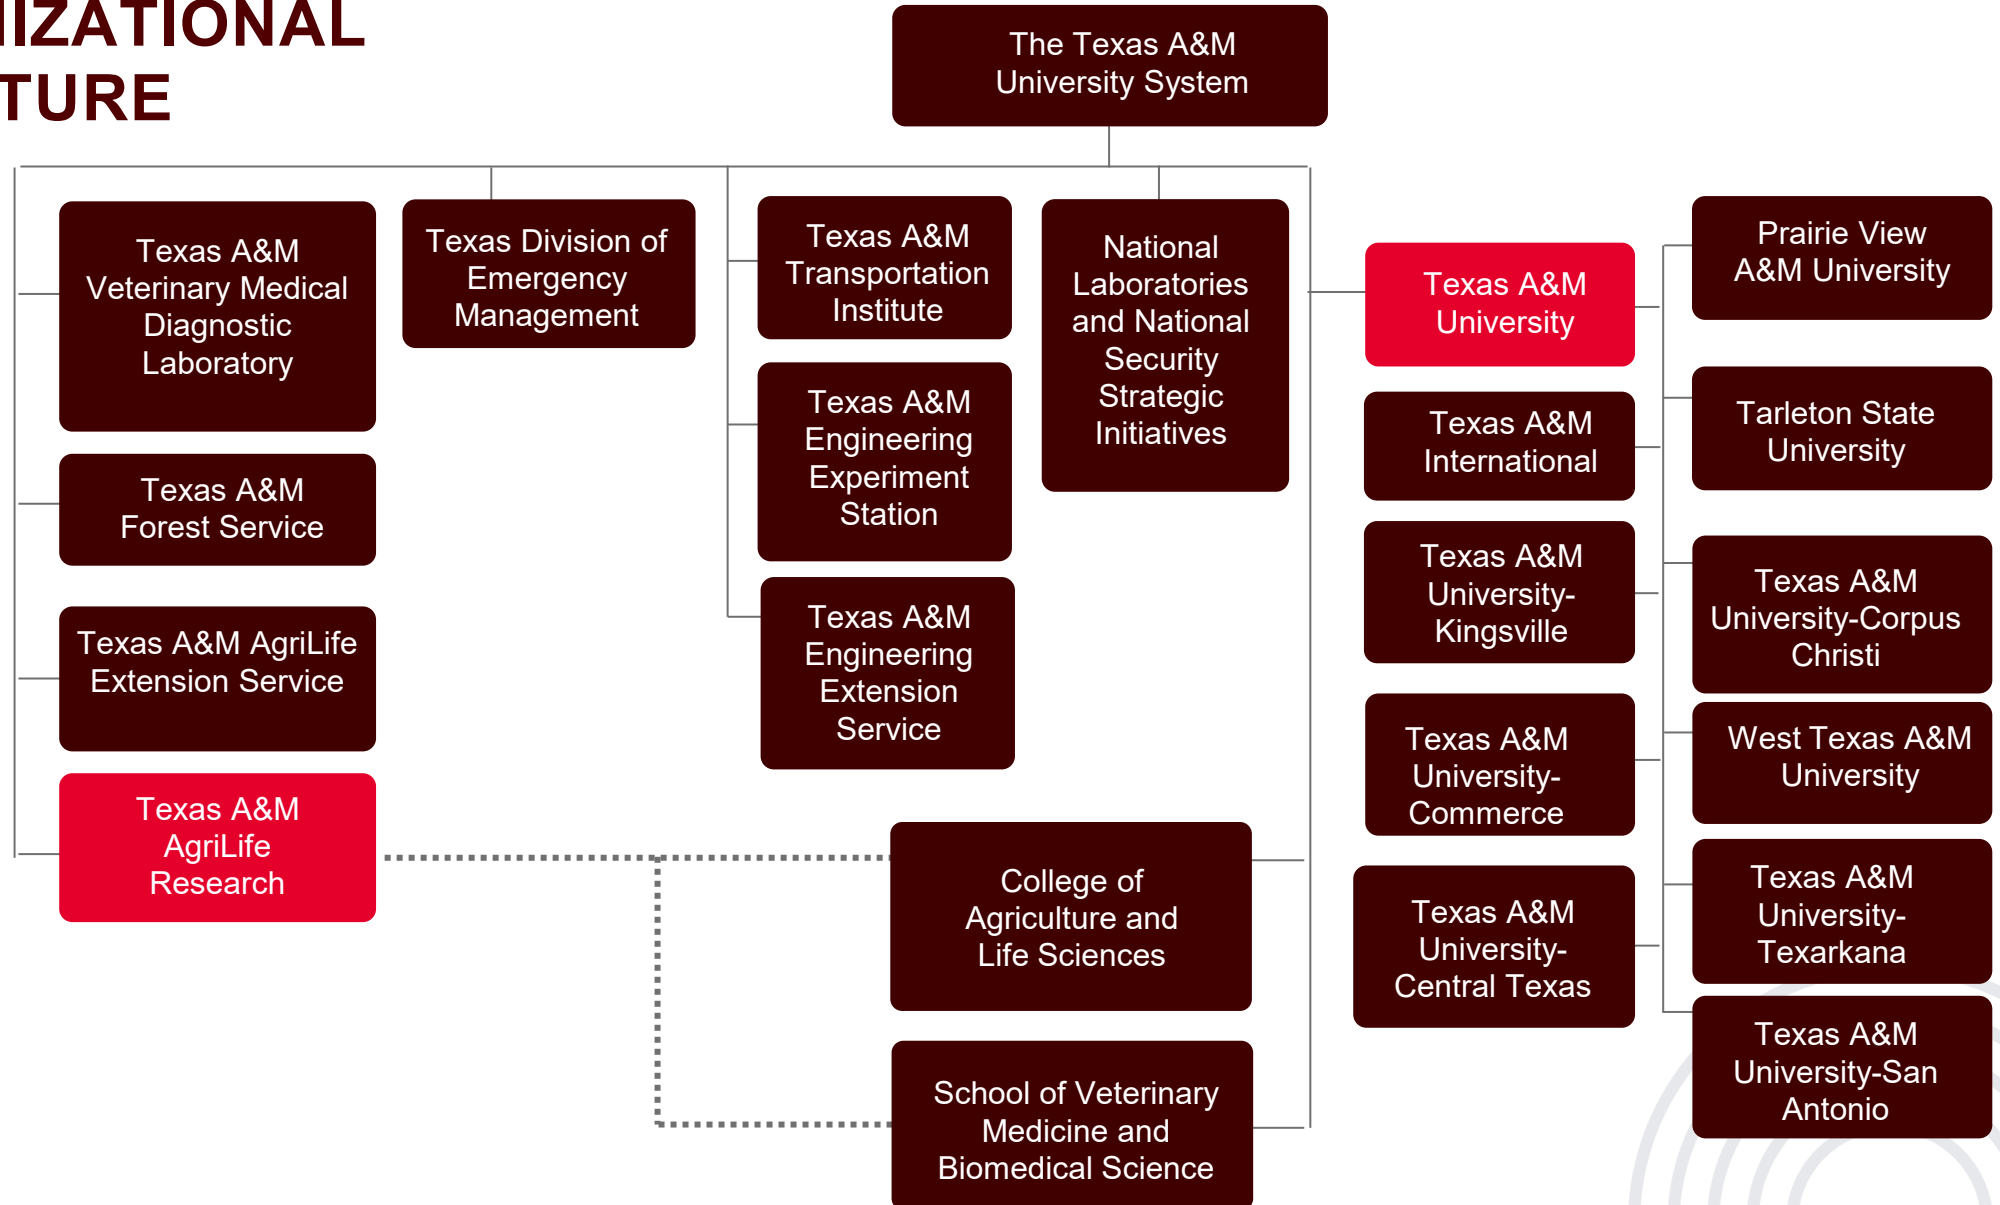 NIZATIONAL
TURE
The Texas A&M
University System
Texas A&M
Veterinary Medical
Diagnostic
Laboratory
Texas A&M
Forest Service
Texas A&M AgriLife
Extension Service
Texas A&M
AgriLife
Research
Texas Division of
Emergency
Management
Texas A&M
Transportation
Institute
Texas A&M
Engineering
Experiment
Station
Texas A&M
Engineering
Extension
Service
National
Laboratories
and National
Security
Strategic
Initiatives
College of
Agriculture and
Life Sciences
School of Veterinary
Medicine and
Biomedical Science
Texas A&M
University
Texas A&M
International
Texas A&M
University-
Kingsville
Texas A&M
University-
Commerce
Texas A&M
University-
Central Texas
Prairie View
A&M University
Tarleton State
University
Texas A&M
University-Corpus
Christi
West Texas A&M
University
Texas A&M
University-
Texarkana
Texas A&M
University-San
Antonio